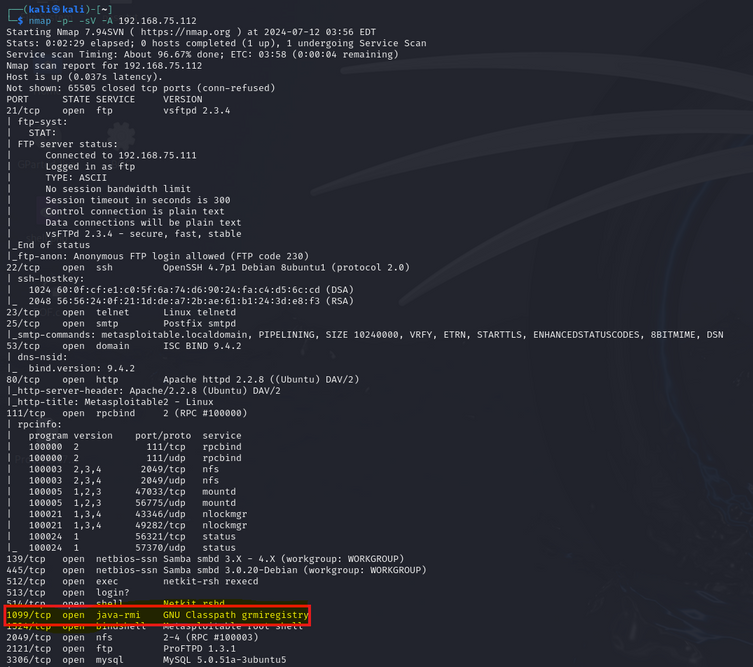 (kali㉿kali)-[~]
$ nmap -p- -sV -A 192.168.75.112
Starting Nmap 7.94SVN ( https://nmap.org ) at 2024-07-12 03:56 EDT
Stats: 0:02:29 elapsed; 0 hosts completed (1 up), 1 undergoing Service Scan
Service scan Timing: About 96.67% done; ETC: 03:58 (0:00:04 remaining)
Nmap scan report for 192.168.75.112
Host is up (0.037s latency).
Not shown: 65505 closed tcp ports (conn-refused)
PORT STATE SERVICE VERSION
21/tcp open ftp vsftpd 2.3.4
| ftp-syst:
| STAT:
| FTP server status:
| Connected to 192.168.75.111
| Logged in as ftp
| TYPE: ASCII
| No session bandwidth limit
| Session timeout in seconds is 300
| Control connection is plain text
| Data connections will be plain text
| vsFTPd 2.3.4 - secure, fast, stable
|_End of status
|_ftp-anon: Anonymous FTP login allowed (FTP code 230)
22/tcp open ssh OpenSSH 4.7p1 Debian 8ubuntu1 (protocol 2.0)
| ssh-hostkey:
| 1024 60:0f:cf:e1:c0:5f:6a:74:d6:90:24:fa:c4:d5:6c:cd (DSA)
|_ 2048 56:56:24:0f:21:1d:de:a7:2b:ae:61:b1:24:3d:e8:f3 (RSA)
23/tcp open telnet Linux telnetd
25/tcp open smtp Postfix smtpd
|_smtp-commands: metasploitable.localdomain, PIPELINING, SIZE 10240000, VRFY, ETRN, STARTTLS, ENHANCEDSTATUSCODES, 8BITMIME, DSN
53/tcp open domain ISC BIND 9.4.2
| dns-nsid:
|_ bind.version: 9.4.2
80/tcp open http Apache httpd 2.2.8 ((Ubuntu) DAV/2)
|_http-server-header: Apache/2.2.8 (Ubuntu) DAV/2
|_http-title: Metasploitable2 - Linux
111/tcp open rpcbind 2 (RPC #100000)
| rpcinfo:
| program version port/proto service
| 100000 2 111/tcp rpcbind
| 100000 2 111/udp rpcbind
| 100003 2,3,4 2049/tcp nfs
| 100003 2,3,4 2049/udp nfs
| 100005 1,2,3 47033/tcp mountd
| 100005 1,2,3 56775/udp mountd
| 100021 1,3,4 43346/udp nlockmgr
| 100021 1,3,4 49282/tcp nlockmgr
| 100024 1 56321/tcp status
|_ 100024 1 57370/udp status
139/tcp open netbios-ssn Samba smbd 3.X - 4.X (workgroup: WORKGROUP)
445/tcp open netbios-ssn Samba smbd 3.0.20-Debian (workgroup: WORKGROUP)
512/tcp open exec netkit-rsh rexecd
513/tcp open login?
514/tcp open shell Netkit rshd
1099/tcp open java-rmi GNU Classpath grmiregistry
1524/tcp open bindshell Metasploitable root shell
2049/tcp open nfs 2-4 (RPC #100003)
2121/tcp open ftp ProFTPD 1.3.1
3306/tcp open mysql MySQL 5.0.51a-3ubuntu5